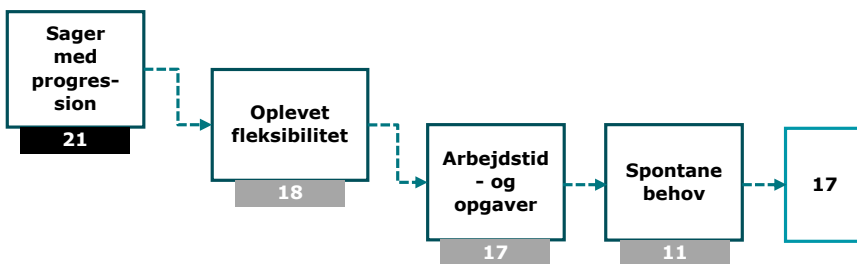 Sager
med
progres-
sion
21
Oplevet
fleksibilitet
18
Arbejdstid
- og
opgaver
17
Spontane
behov
11
17